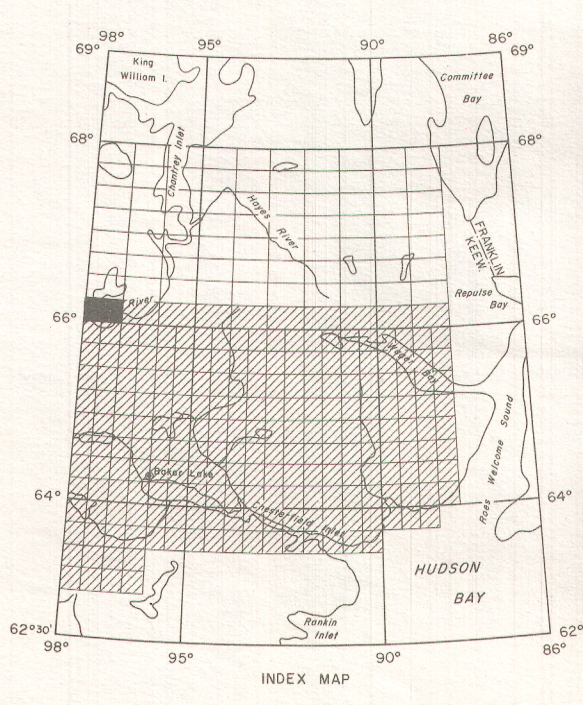 98° 95° 90° 86°
69° 69°
King
William I.
Committee
Bay
68° 68°
Chantrey Inlet
Hayes
River
FRANKLIN
KEEW.
Repulse
Bay
River
66° 66°
Wager Bay
Roes Welcome Sound
Baker Lake
64° 64°
Chesterfield Inlet
HUDSON
BAY
Rankin
Inlet
62°30' 62°
98° 95° 90° 86°
INDEX MAP